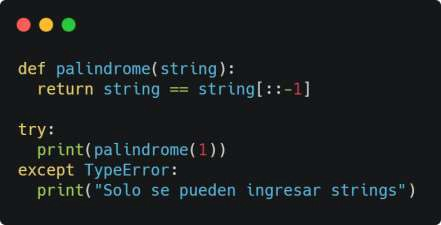 def palindrome(string):
  return string == string[::-1]

try:
  print(palindrome(1))
except TypeError:
  print("Solo se pueden ingresar strings")